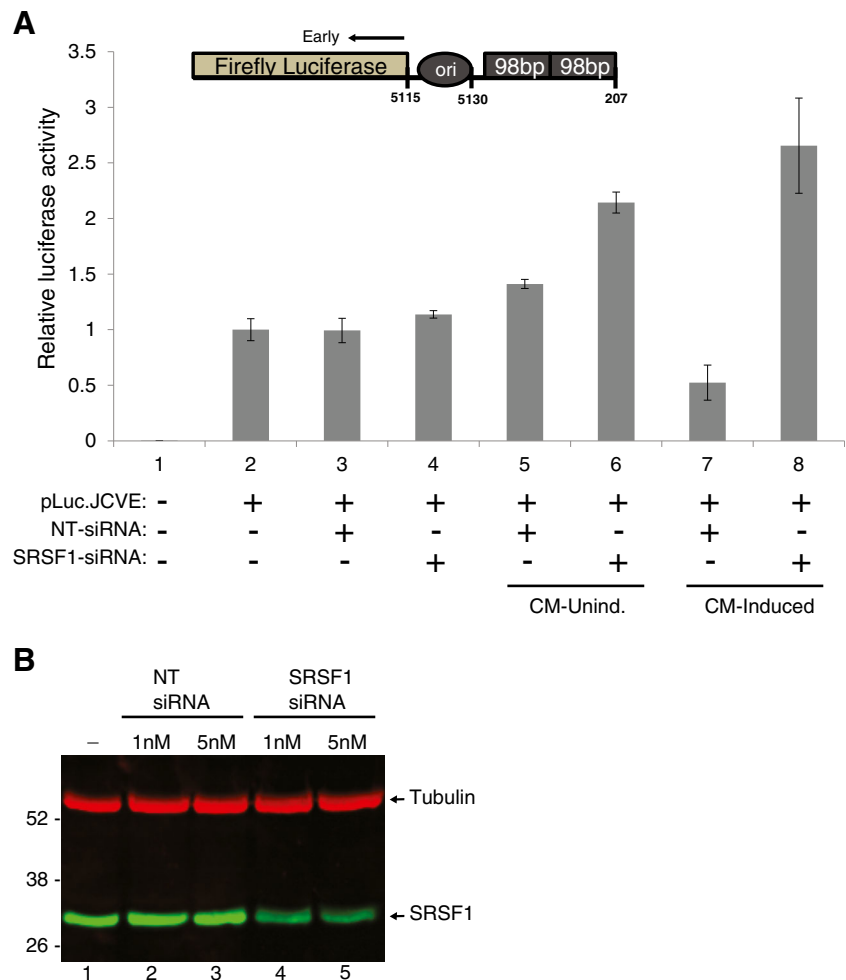 A
Early
Firefly Luciferase ori 98bp 98bp
5115 5130 207
Relative luciferase activity
3.5
3
2.5
2
1.5
1
0.5
0
1 2 3 4 5 6 7 8
pLuc.JCVE: - + + + + + + +
NT-siRNA: - - + - + - + -
SRSF1-siRNA: - - - + - + - +
CM-Unind. CM-Induced
B
NT siRNA
SRSF1 siRNA
– 1nM 5nM 1nM 5nM
Tubulin
52 -
38 -
SRSF1
26 -
1 2 3 4 5